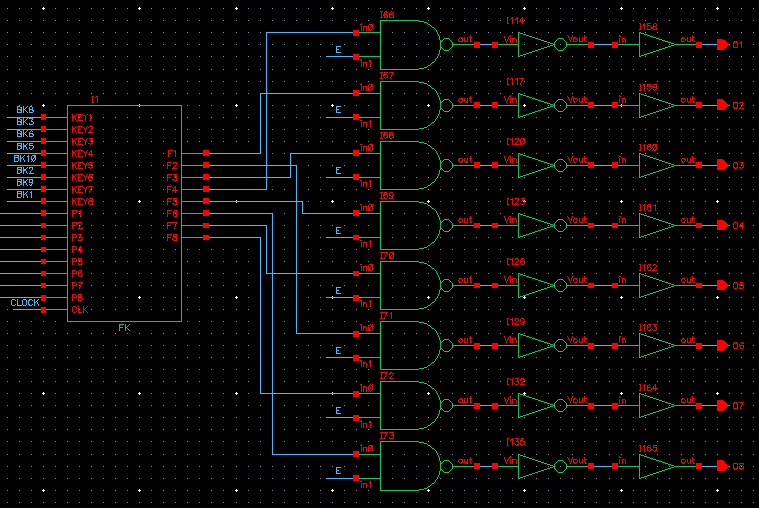 I66 I114 I158
in0 out Vin Vout in out O1
E
in1
I67 I117 I159
in0 out Vin Vout in out O2
E
in1
I68 I120 I160
in0 out Vin Vout in out O3
E
in1
I69 I123 I161
in0 out Vin Vout in out O4
E
in1
I70 I126 I162
in0 out Vin Vout in out O5
E
in1
I71 I129 I163
in0 out Vin Vout in out O6
E
in1
I72 I132 I164
in0 out Vin Vout in out O7
E
in1
I73 I135 I165
in0 out Vin Vout in out O8
E
in1
I1
BK8 KEY1
BK3 KEY2
BK6 KEY3
BK5 KEY4 F1
BK10 KEY5 F2
BK2 KEY6 F3
BK9 KEY7 F4
BK1 KEY8 F5
P1 F6
P2 F7
P3 F8
P4
P5
P6
P7
P8
CLOCK CLK